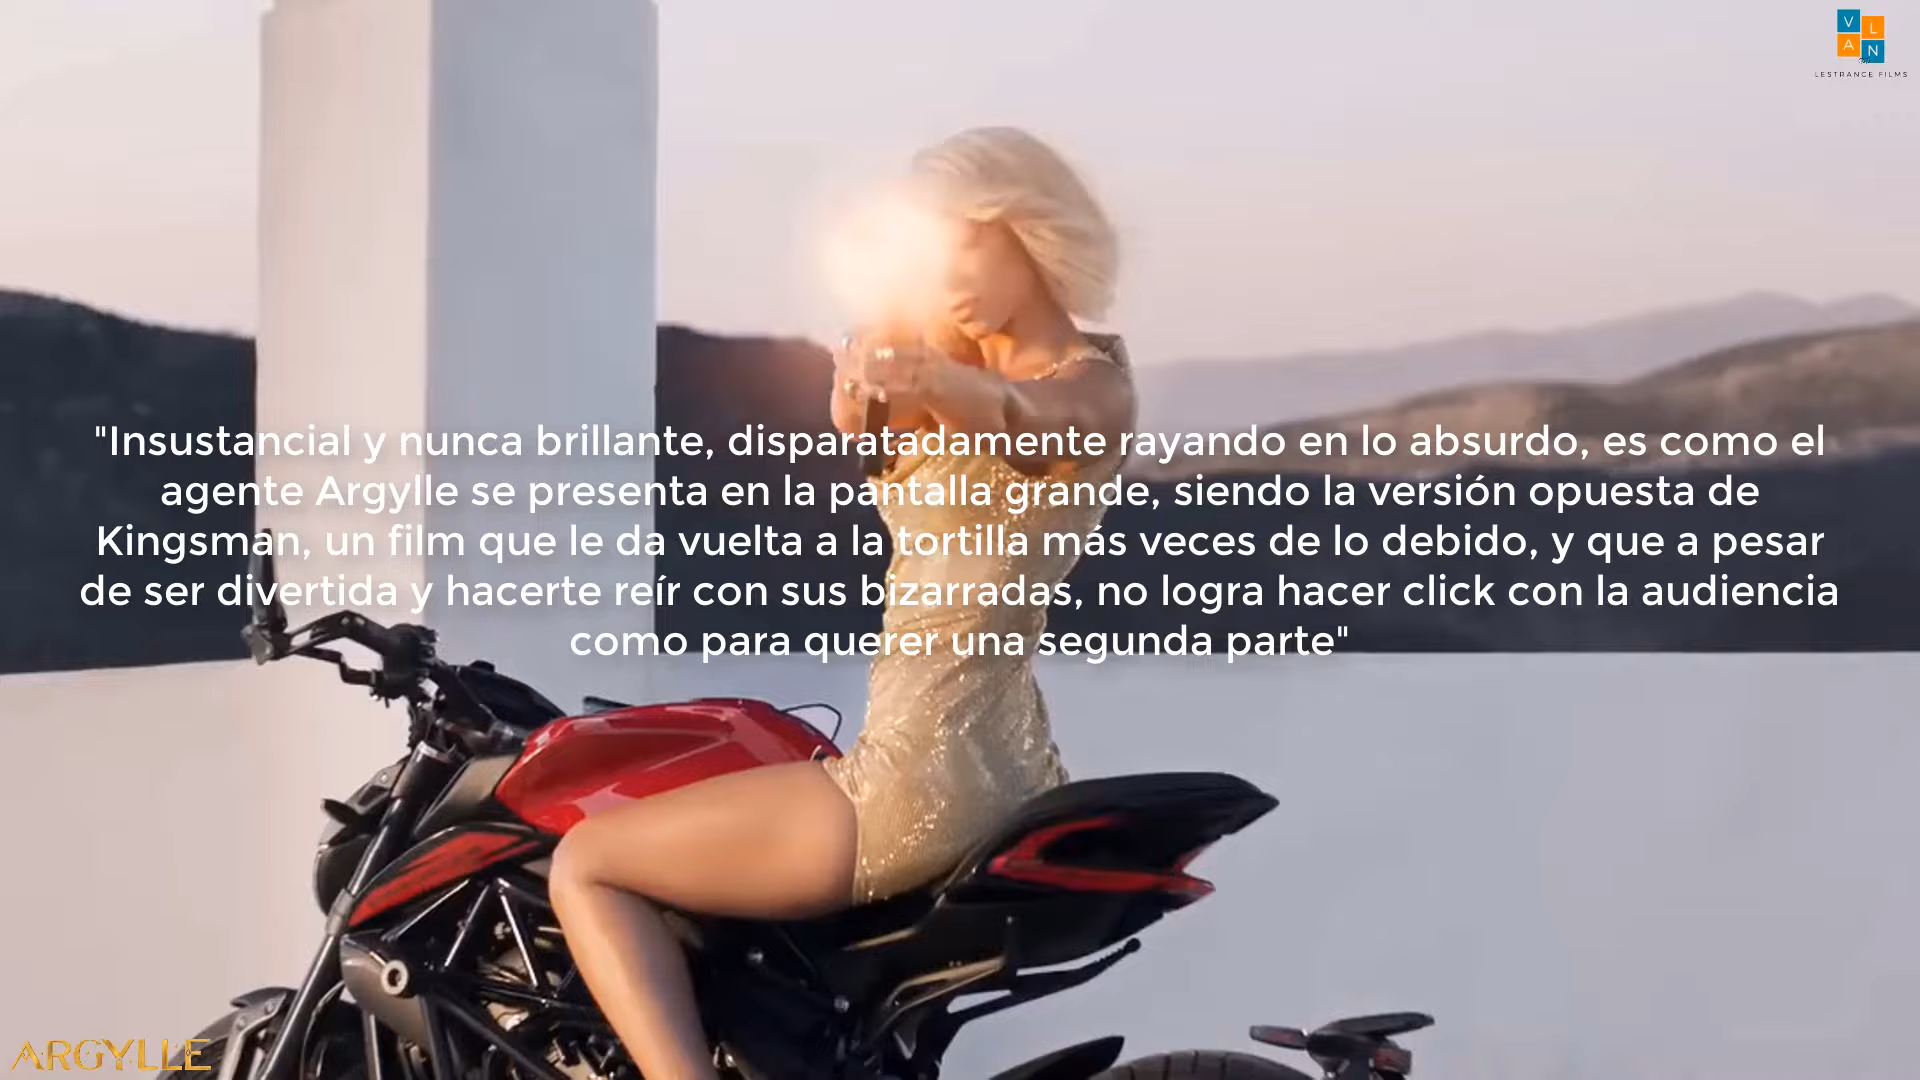 V L
A N
LESTRANGE FILMS
"Insustancial y nunca brillante, disparatadamente rayando en lo absurdo, es como el
agente Argylle se presenta en la pantalla grande, siendo la versión opuesta de
Kingsman, un film que le da vuelta a la tortilla más veces de lo debido, y que a pesar
de ser divertida y hacerte reír con sus bizarradas, no logra hacer click con la audiencia
como para querer una segunda parte"
ARGYLLE